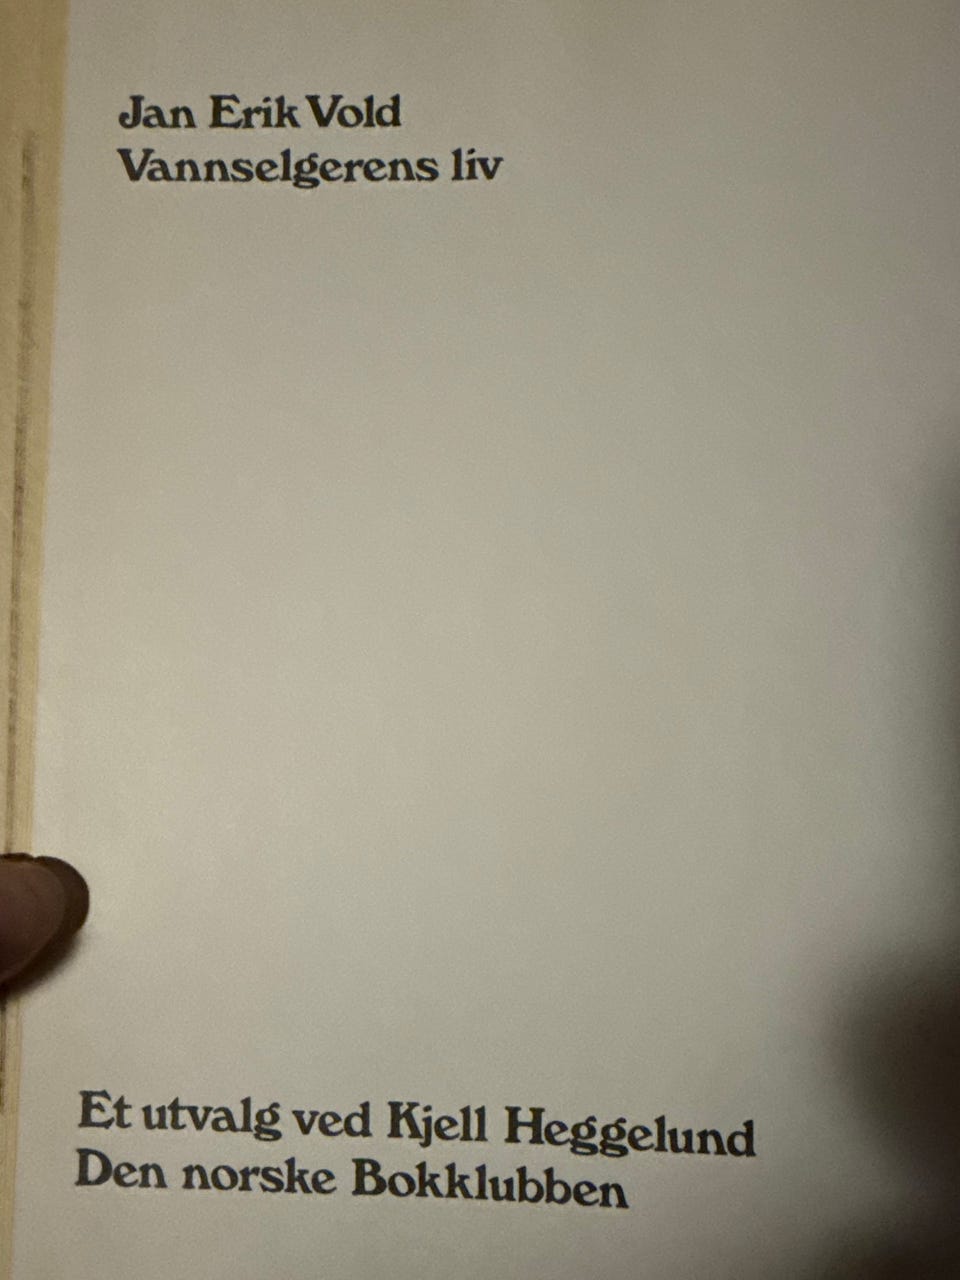 Jan Erik Vold
Vannselgerens liv
Et utvalg ved Kjell Heggelund
Den norske Bokklubben